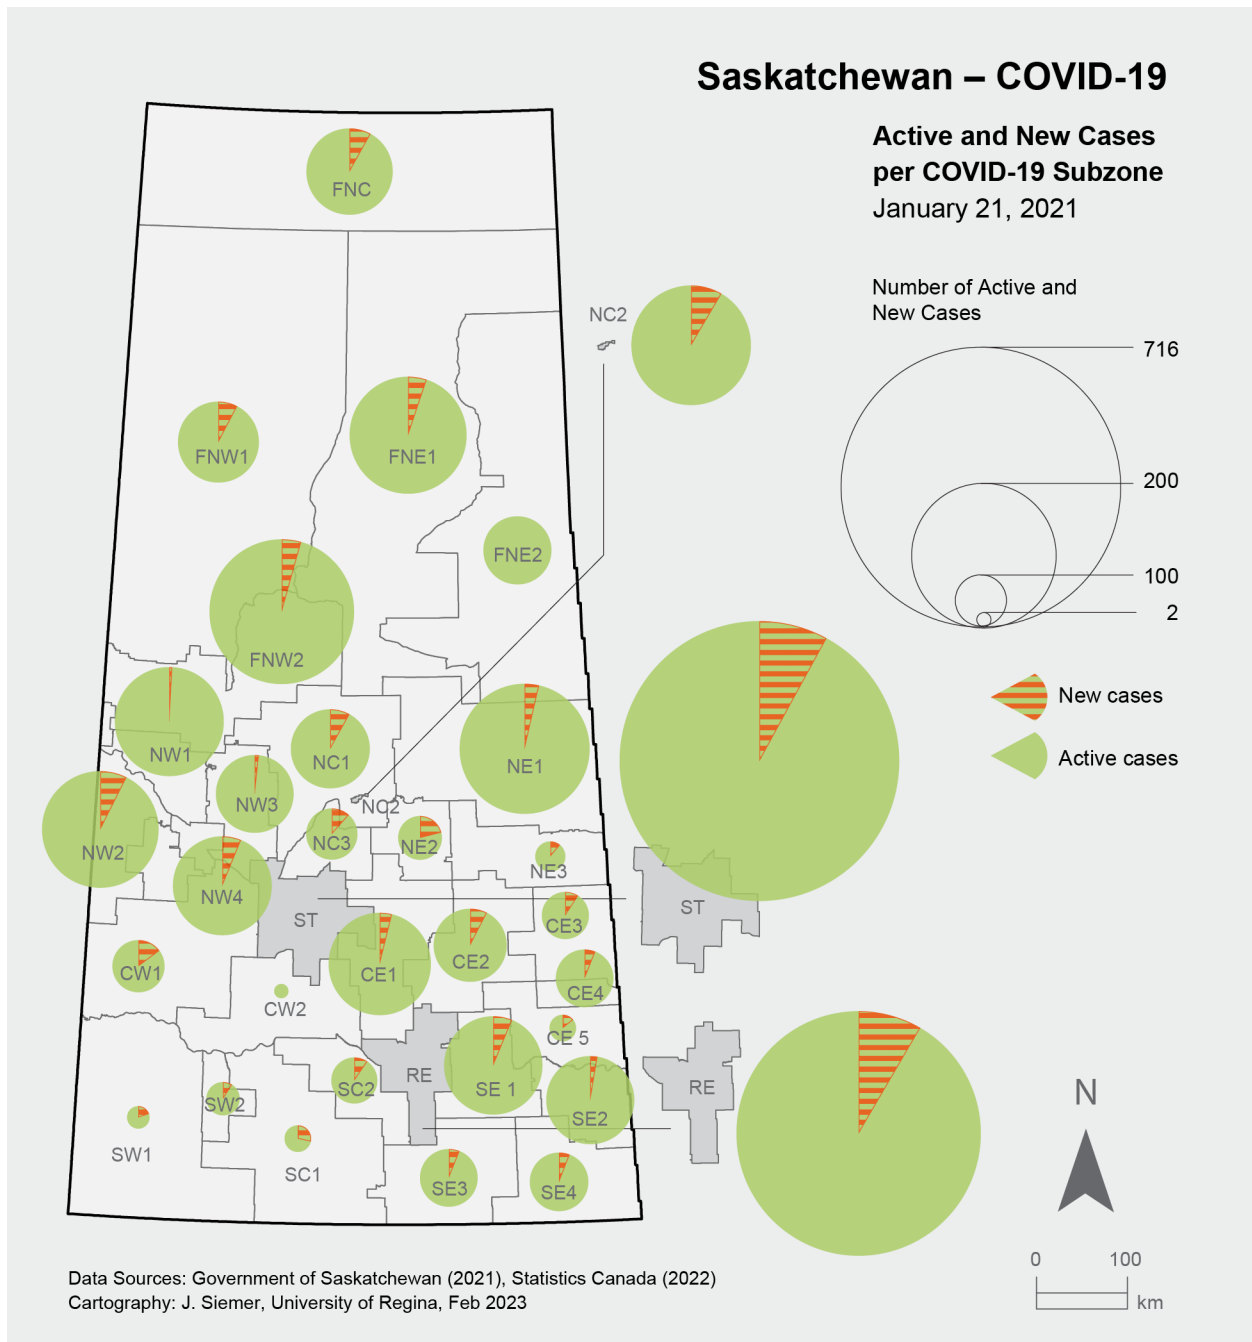 Saskatchewan – COVID-19
Active and New Cases
per COVID-19 Subzone
January 21, 2021
Number of Active and
New Cases
716
200
100
2
New cases
Active cases
FNC
NC2
FNW1
FNE1
FNE2
FNW2
NW1
NC1
NE1
NW3
NC2
NW2
NC3
NE2
NE3
NW4
ST
CE3
ST
CW1
CE1
CE2
CE4
CW2
CE 5
RE
SE 1
SC2
SW2
SE2
RE
SW1
SC1
SE3
SE4
N
0
100
km
Data Sources: Government of Saskatchewan (2021), Statistics Canada (2022)
Cartography: J. Siemer, University of Regina, Feb 2023